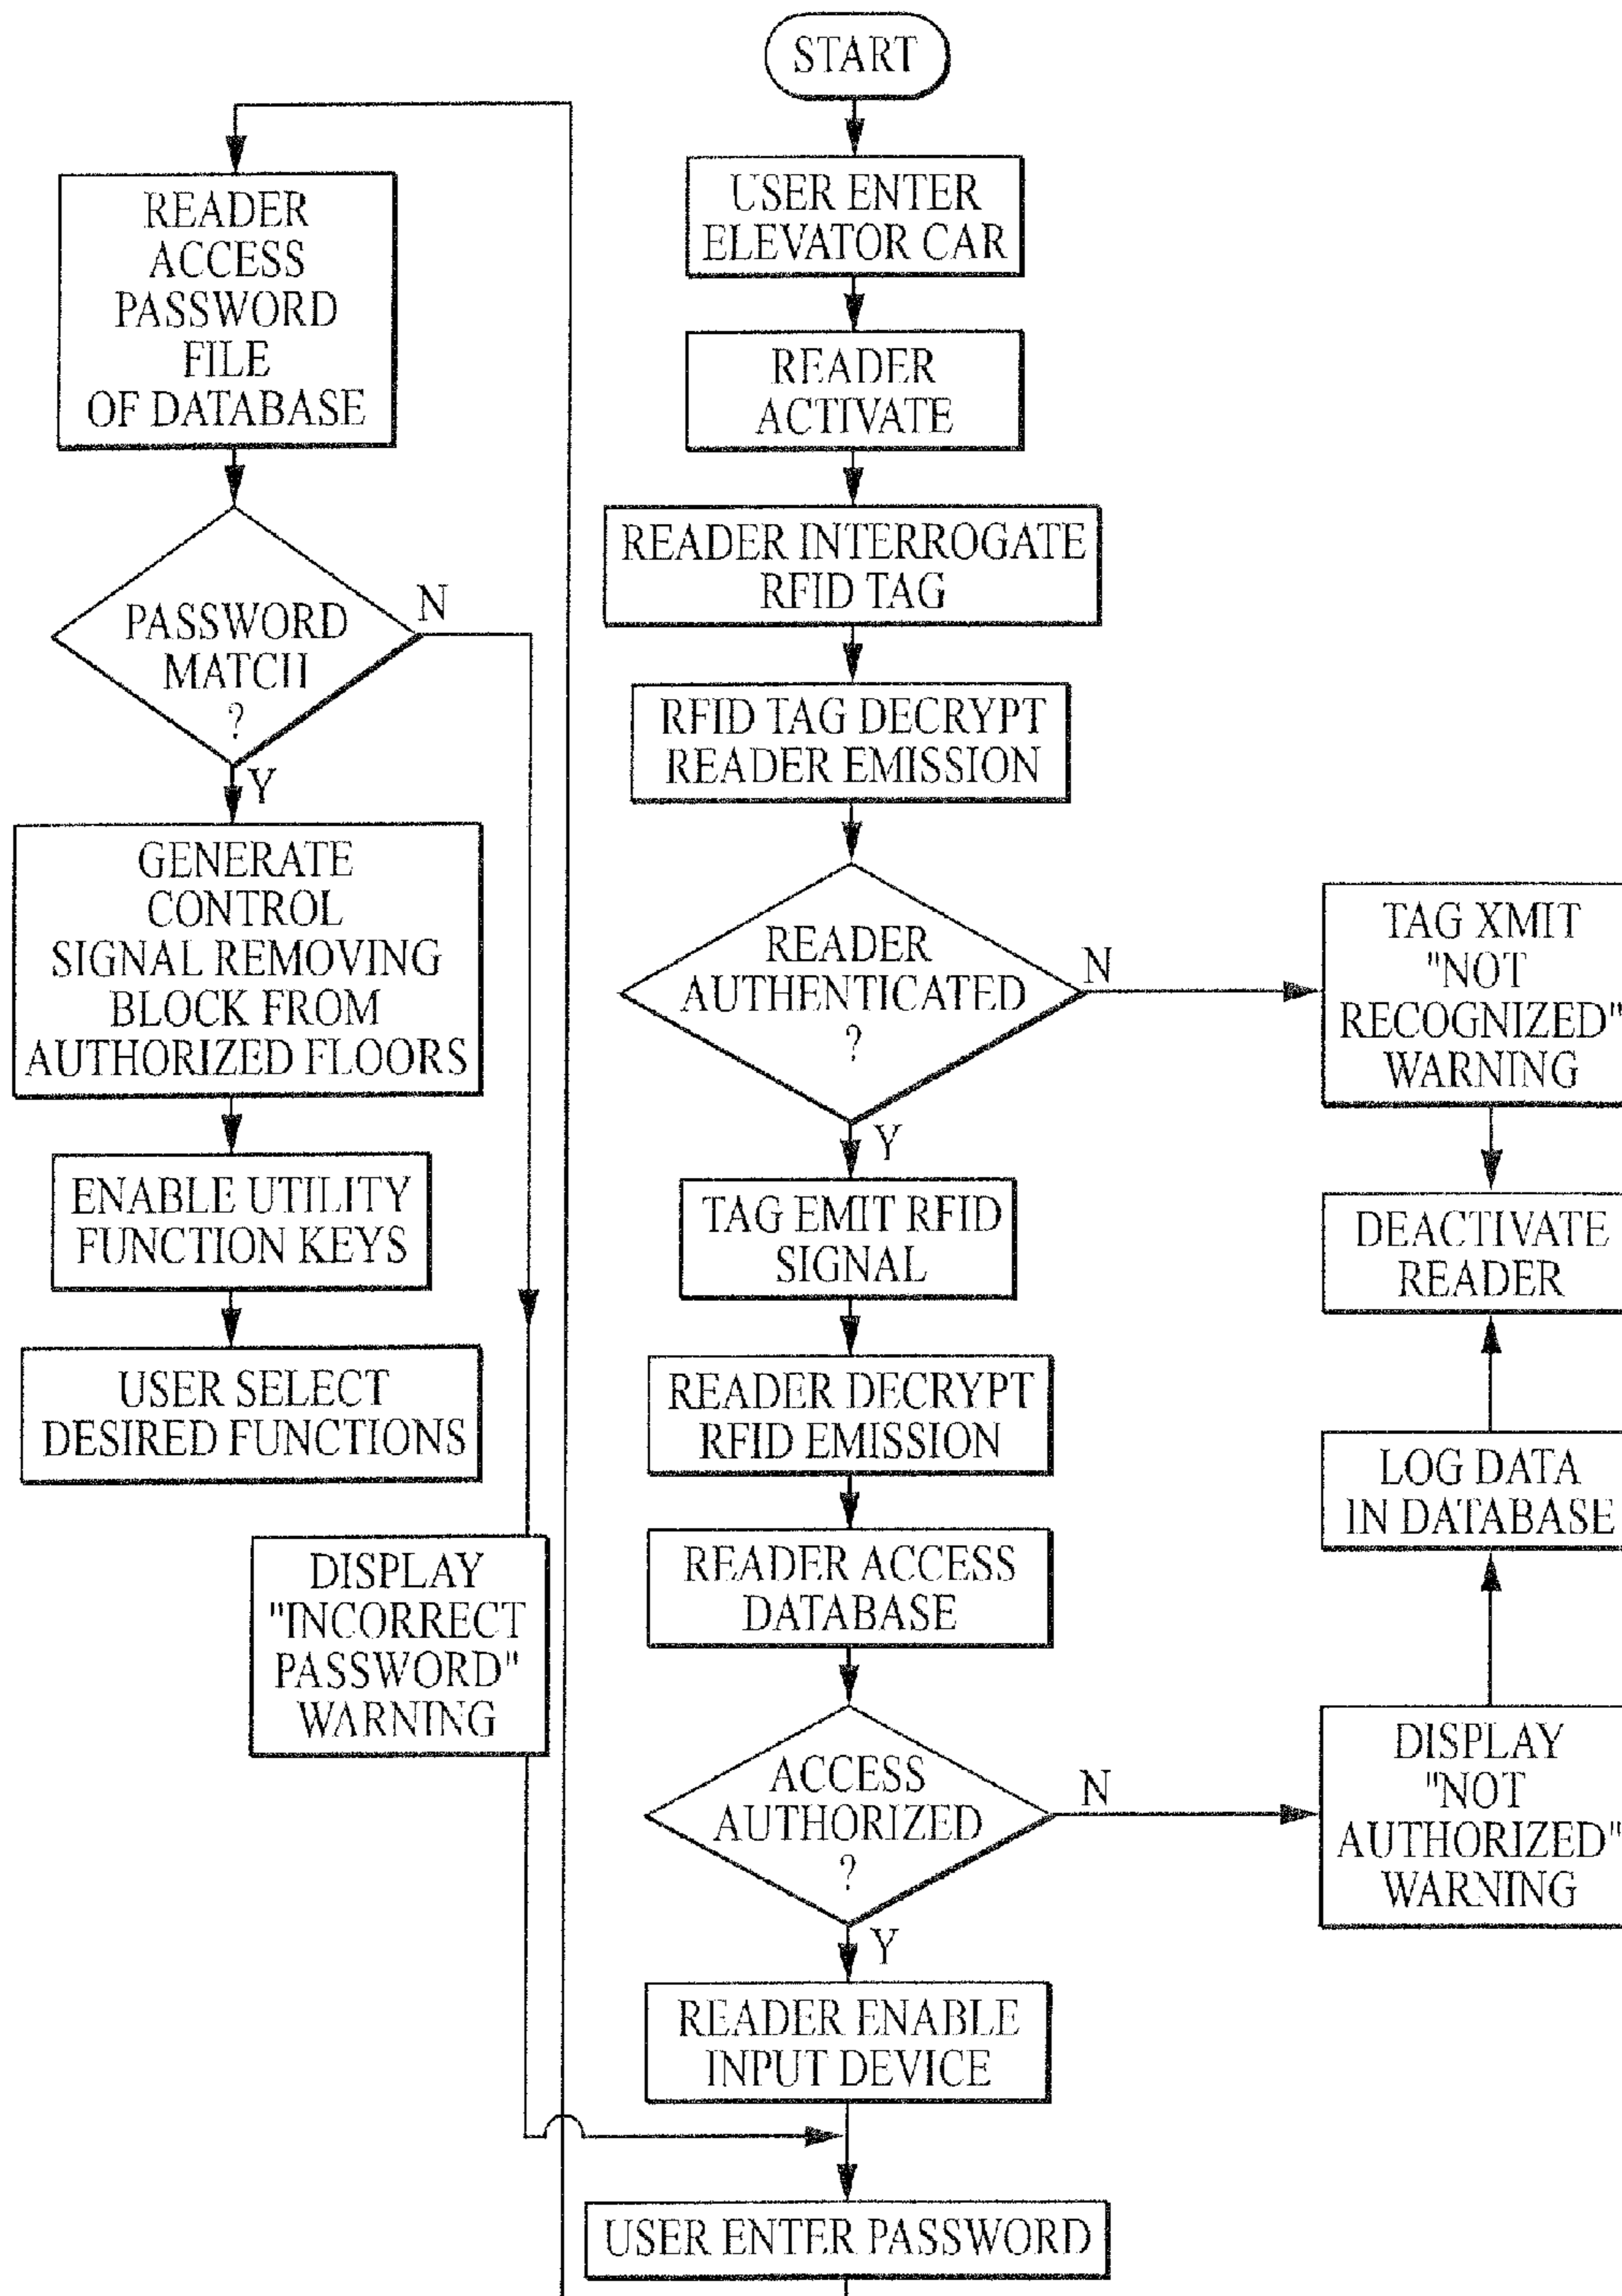 START
USER ENTER
ELEVATOR CAR
READER
ACTIVATE
READER INTERROGATE
RFID TAG
RFID TAG DECRYPT
READER EMISSION
READER
AUTHENTICATED
?
N
TAG XMIT
"NOT
RECOGNIZED"
WARNING
DEACTIVATE
READER
Y
TAG EMIT RFID
SIGNAL
READER DECRYPT
RFID EMISSION
READER ACCESS
DATABASE
ACCESS
AUTHORIZED
?
N
DISPLAY
"NOT
AUTHORIZED"
WARNING
LOG DATA
IN DATABASE
Y
READER ENABLE
INPUT DEVICE
USER ENTER PASSWORD
READER
ACCESS
PASSWORD
FILE
OF DATABASE
PASSWORD
MATCH
?
N
DISPLAY
"INCORRECT
PASSWORD"
WARNING
Y
GENERATE
CONTROL
SIGNAL REMOVING
BLOCK FROM
AUTHORIZED FLOORS
ENABLE UTILITY
FUNCTION KEYS
USER SELECT
DESIRED FUNCTIONS